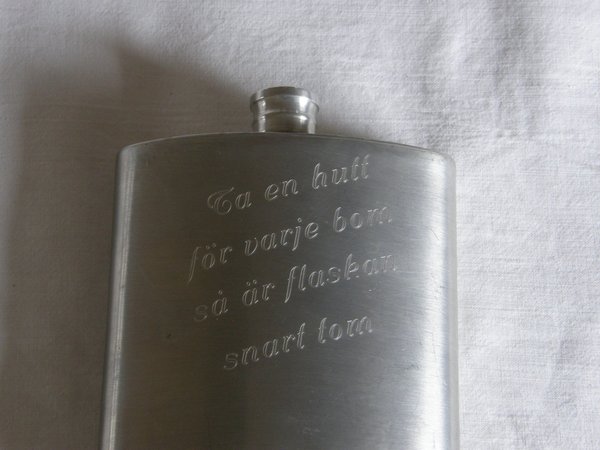 Ta en hutt
för varje bom
så är flaskan
snart tom